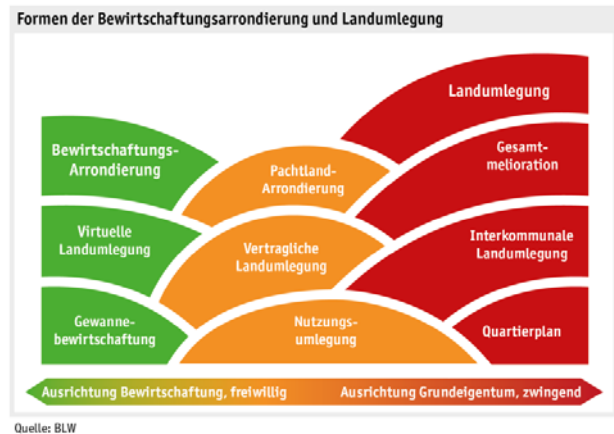 Formen der Bewirtschaftungsarrondierung und Landumlegung
Landumlegung
Bewirtschaftungs-
Arrondierung
Pachtland-
Arrondierung
Gesamt-
melioration
Virtuelle
Landumlegung
Vertragliche
Landumlegung
Interkommunale
Landumlegung
Gewanne-
bewirtschaftung
Nutzungs-
umlegung
Quartierplan
Ausrichtung Bewirtschaftung, freiwillig
Ausrichtung Grundeigentum, zwingend
Quelle: BLW